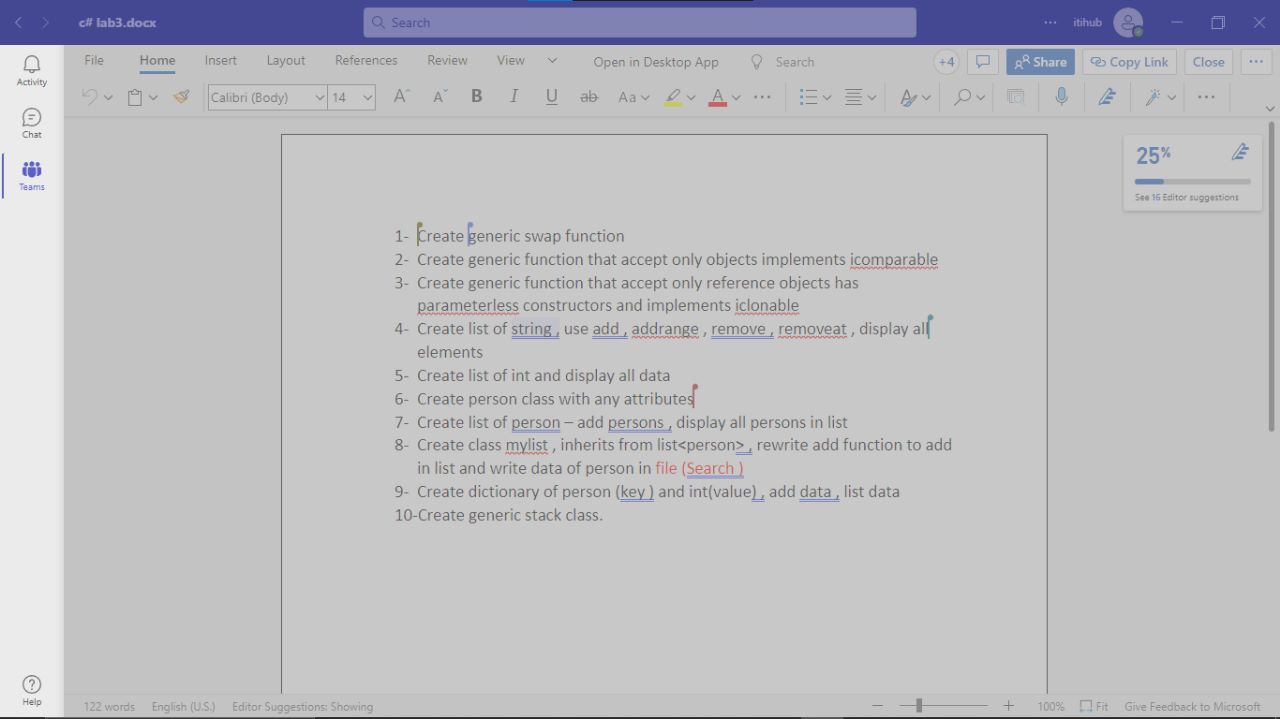 c# lab3.docx
Search
itihub
Activity
Chat
Teams
Help
File Home Insert Layout References Review View Open in Desktop App Search +4 Share Copy Link Close
Calibri (Body) 14 A A B I U ab Aa A
25%
See 16 Editor suggestions
1- Create generic swap function
2- Create generic function that accept only objects implements icomparable
3- Create generic function that accept only reference objects has
parameterless constructors and implements iclonable
4- Create list of string , use add , addrange , remove , removeat , display all
elements
5- Create list of int and display all data
6- Create person class with any attributes
7- Create list of person – add persons , display all persons in list
8- Create class mylist , inherits from list<person> , rewrite add function to add
in list and write data of person in file (Search )
9- Create dictionary of person (key ) and int(value) , add data , list data
10-Create generic stack class.
122 words English (U.S.) Editor Suggestions: Showing 100% Fit Give Feedback to Microsoft